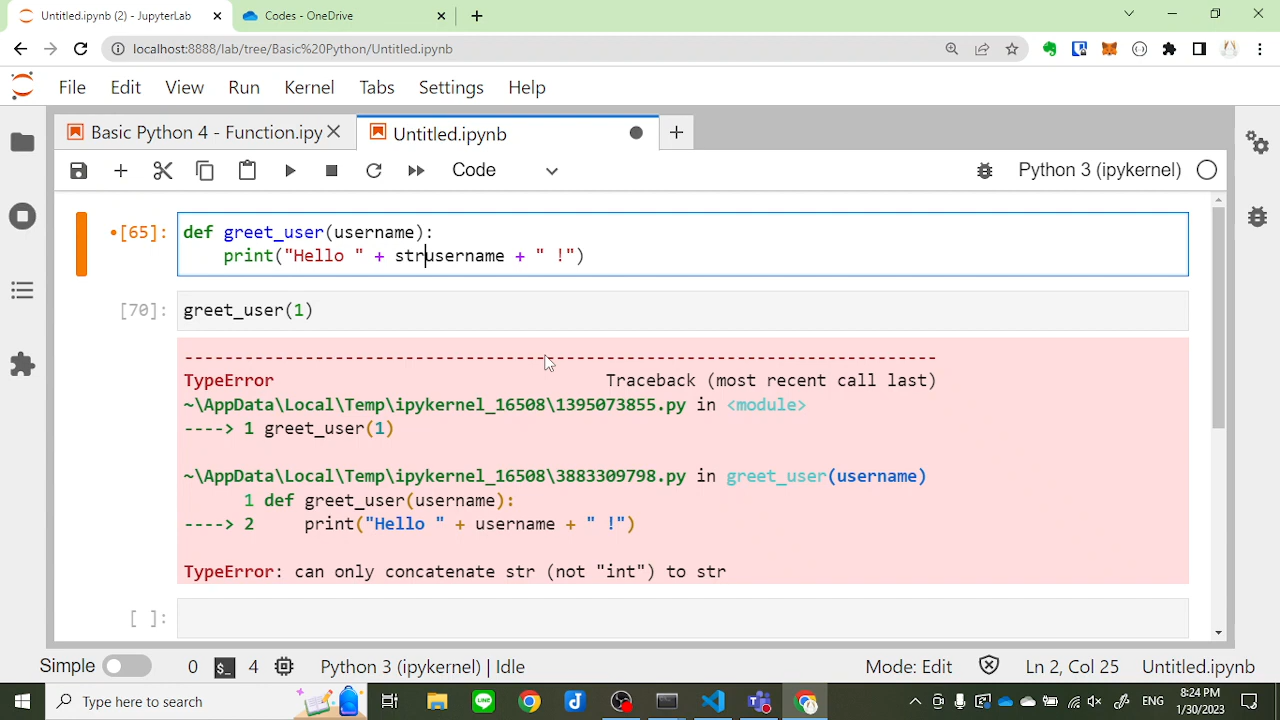 Untitled.ipynb (2) - JupyterLab
Codes - OneDrive
localhost:8888/lab/tree/Basic%20Python/Untitled.ipynb
File Edit View Run Kernel Tabs Settings Help
Basic Python 4 - Function.ipy
Untitled.ipynb
Code
Python 3 (ipykernel)
[65]:
def greet_user(username):
    print("Hello " + strusername + " !")
[70]:
greet_user(1)
---------------------------------------------------------------------------
TypeError                                 Traceback (most recent call last)
~\AppData\Local\Temp\ipykernel_16508\1395073855.py in <module>
----> 1 greet_user(1)
~\AppData\Local\Temp\ipykernel_16508\3883309798.py in greet_user(username)
      1 def greet_user(username):
----> 2     print("Hello " + username + " !")
TypeError: can only concatenate str (not "int") to str
[ ]:
Simple 0 $_ 4 Python 3 (ipykernel) | Idle Mode: Edit Ln 2, Col 25 Untitled.ipynb
Type here to search
ENG
8:24 PM
1/30/2023